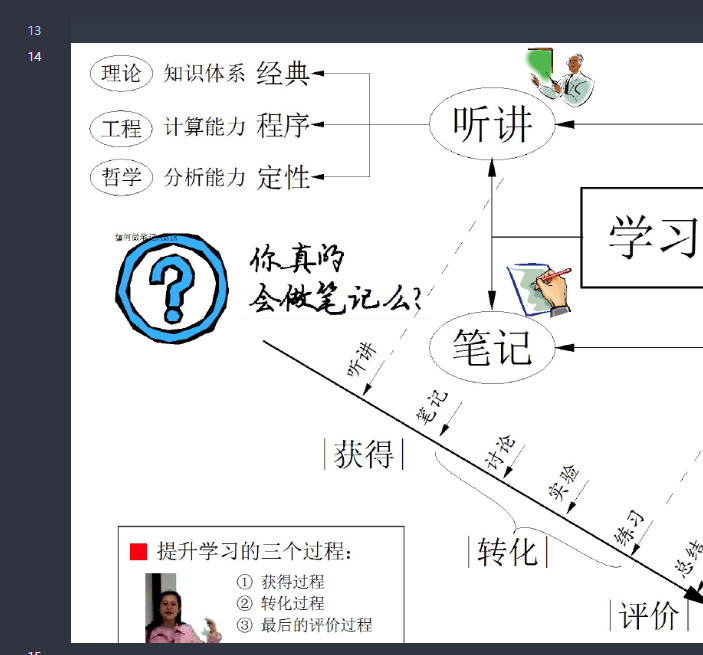 13
14
理论 知识体系 经典
工程 计算能力 程序
哲学 分析能力 定性
听讲
学习
你真的
会做笔记么？
笔记
听讲
笔记
讨论
实验
练习
总结
|获得|
|转化|
|评价|
提升学习的三个过程：
① 获得过程
② 转化过程
③ 最后的评价过程